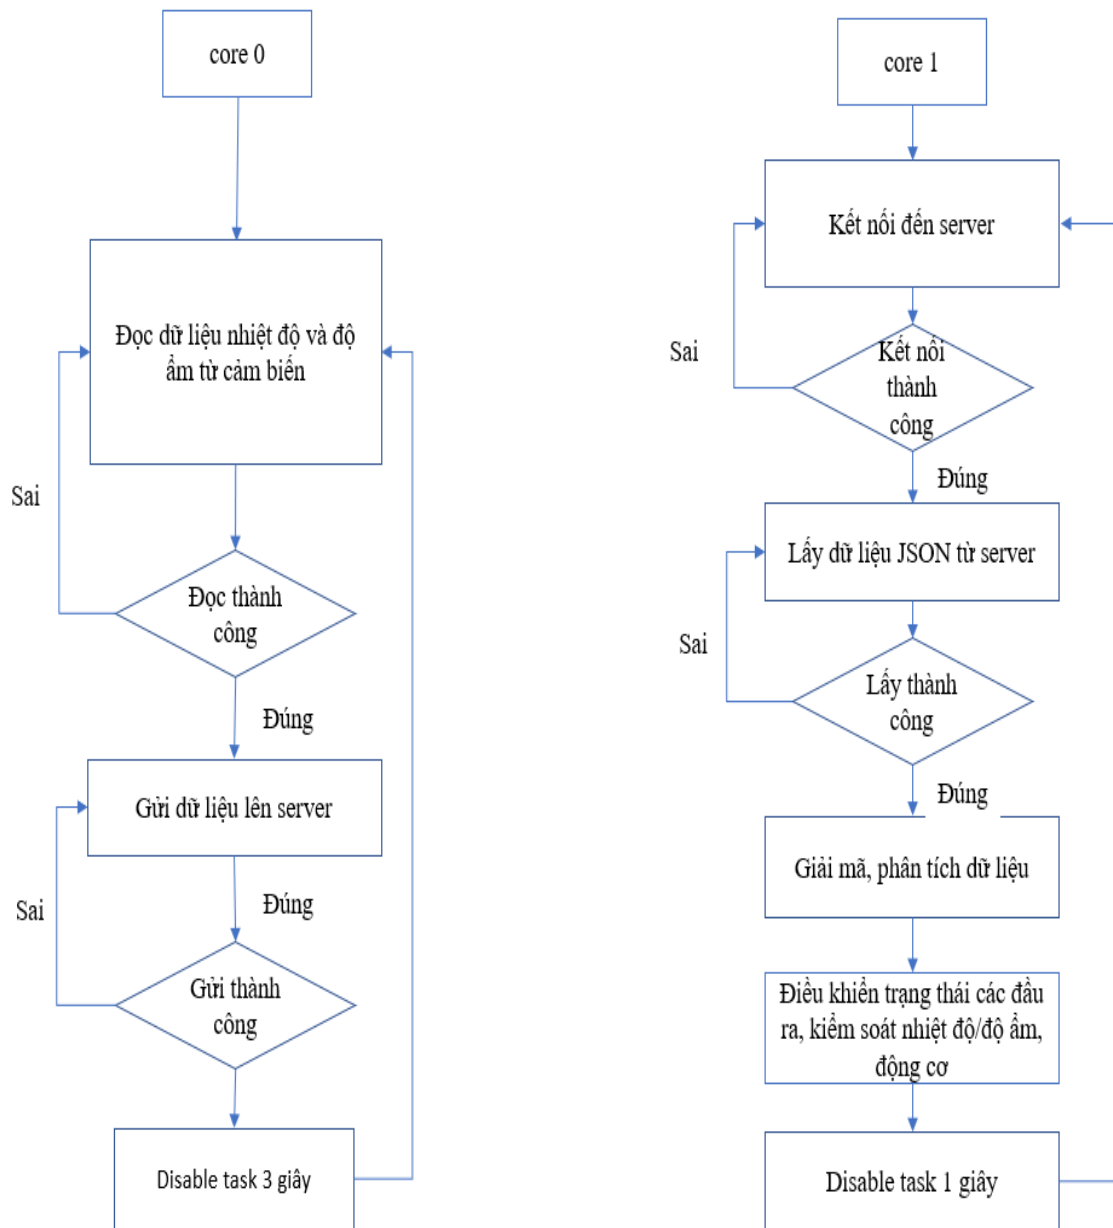 core 0
Đọc dữ liệu nhiệt độ và độ
ẩm từ cảm biến
Sai
Đọc thành
công
Đúng
Gửi dữ liệu lên server
Đúng
Sai
Gửi thành
công
Disable task 3 giây
core 1
Kết nối đến server
Sai
Kết nối
thành
công
Đúng
Lấy dữ liệu JSON từ server
Sai
Lấy thành
công
Đúng
Giải mã, phân tích dữ liệu
Điều khiển trạng thái các đầu
ra, kiểm soát nhiệt độ/độ ẩm,
động cơ
Disable task 1 giây